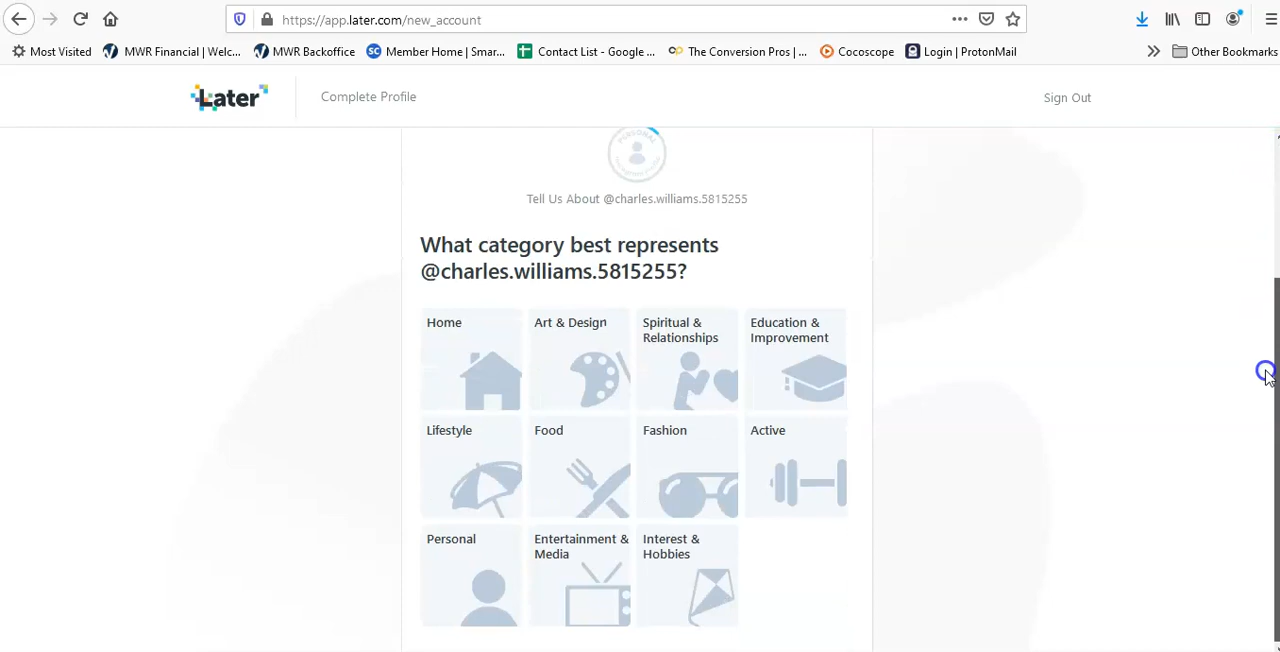 https://app.later.com/new_account
Most Visited
MWR Financial | Welc...
MWR Backoffice
SC
Member Home | Smar...
Contact List - Google ...
The Conversion Pros | ...
Cocoscope
Login | ProtonMail
Other Bookmarks
Later
Complete Profile
Sign Out
PERSONAL
Tell Us About @charles.williams.5815255
What category best represents
@charles.williams.5815255?
Home
Art & Design
Spiritual &
Relationships
Education &
Improvement
Lifestyle
Food
Fashion
Active
Personal
Entertainment &
Media
Interest &
Hobbies